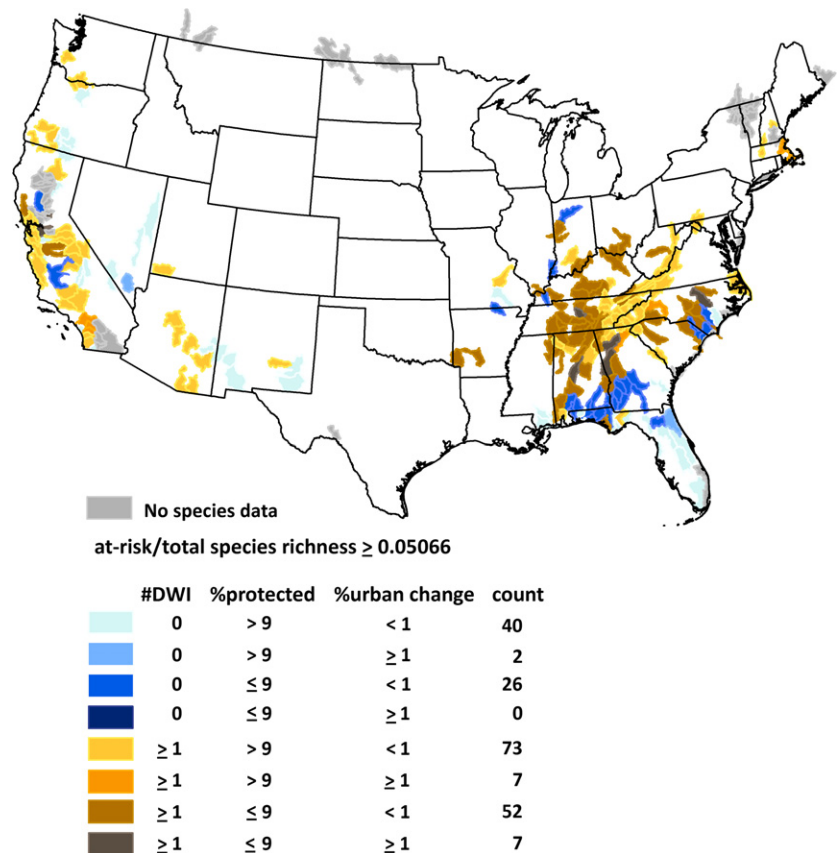 No species data
at-risk/total species richness ≥ 0.05066
#DWI %protected %urban change count
0 > 9 < 1 40
0 > 9 ≥ 1 2
0 ≤ 9 < 1 26
0 ≤ 9 ≥ 1 0
≥ 1 > 9 < 1 73
≥ 1 > 9 ≥ 1 7
≥ 1 ≤ 9 < 1 52
≥ 1 ≤ 9 ≥ 1 7